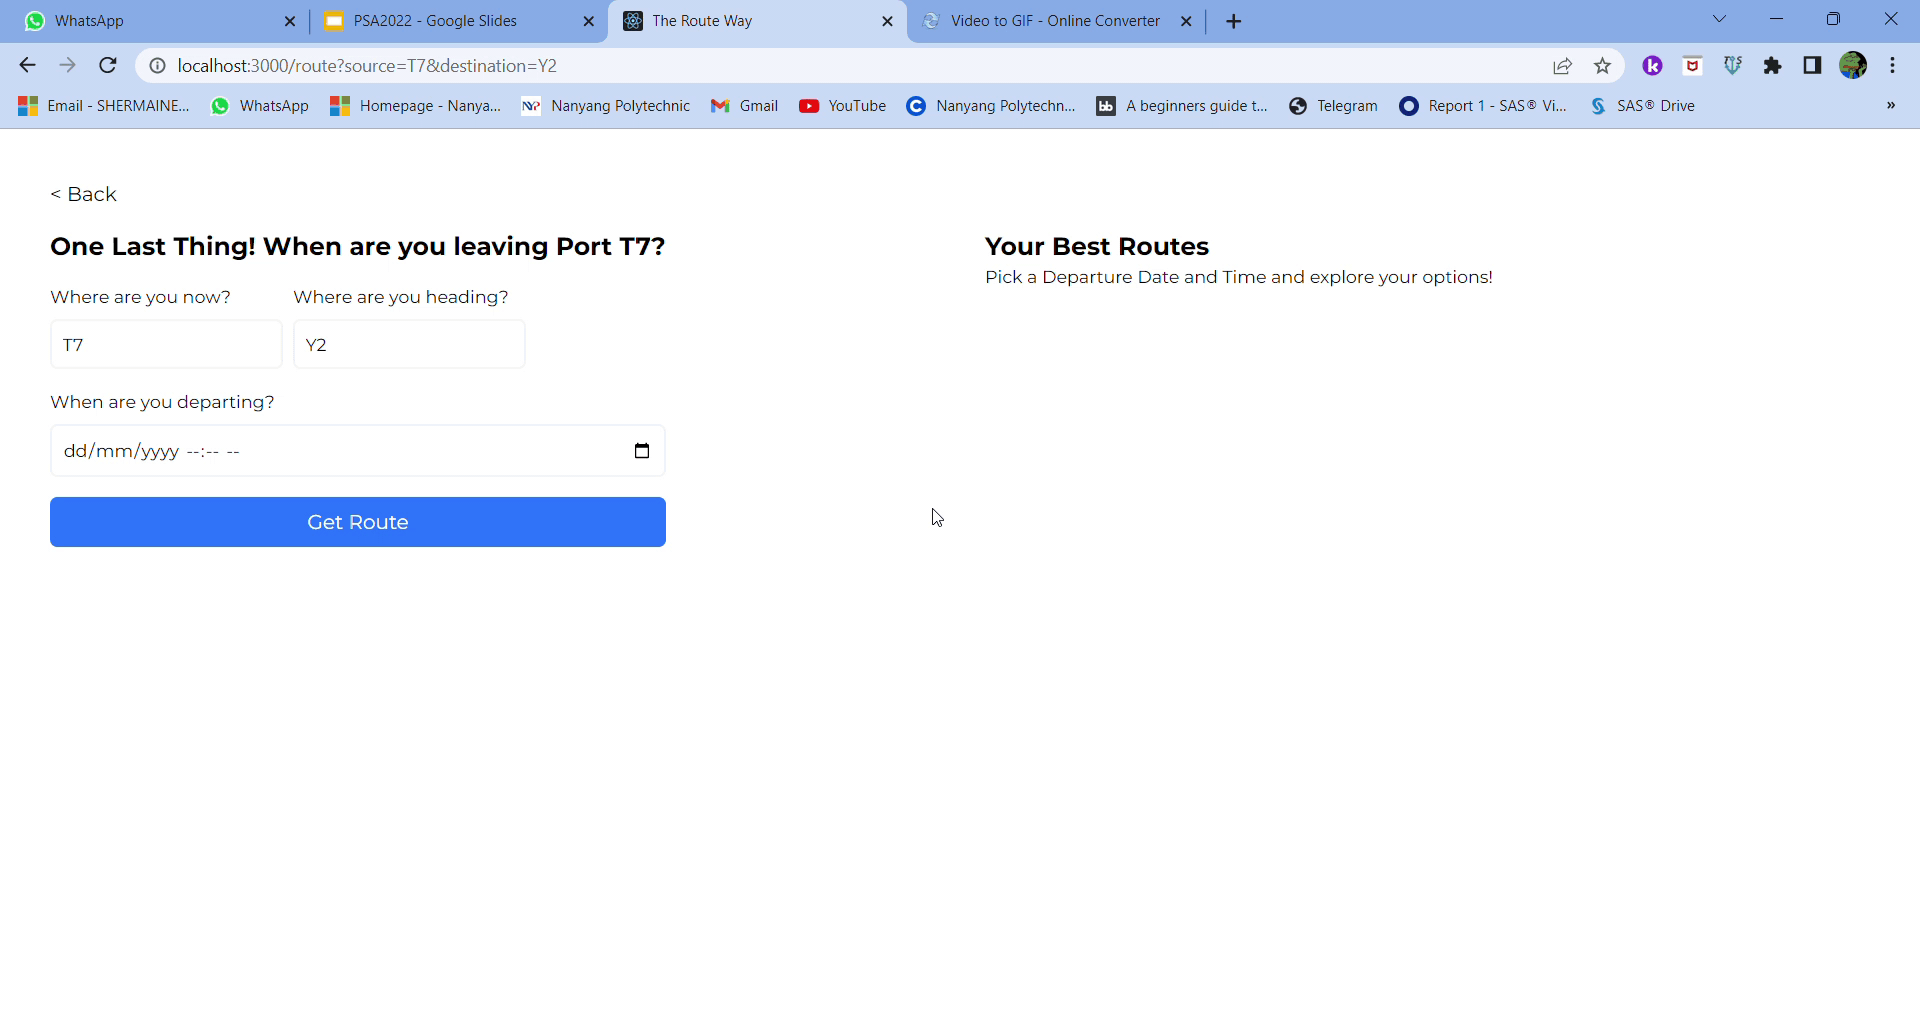 WhatsApp
PSA2022 - Google Slides
The Route Way
Video to GIF - Online Converter
localhost:3000/route?source=T7&destination=Y2
Email - SHERMAINE...
WhatsApp
Homepage - Nanya...
Nanyang Polytechnic
Gmail
YouTube
Nanyang Polytechn...
A beginners guide t...
Telegram
Report 1 - SAS® Vi...
SAS® Drive
»
< Back
One Last Thing! When are you leaving Port T7?
Where are you now? Where are you heading?
T7 Y2
When are you departing?
dd/mm/yyyy --:-- --
Get Route
Your Best Routes
Pick a Departure Date and Time and explore your options!